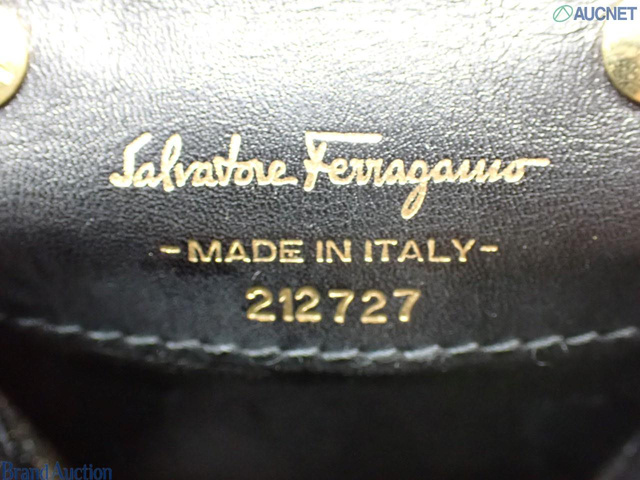 AUCNET
Salvatore Ferragamo
-MADE IN ITALY-
212727
Brand Auction